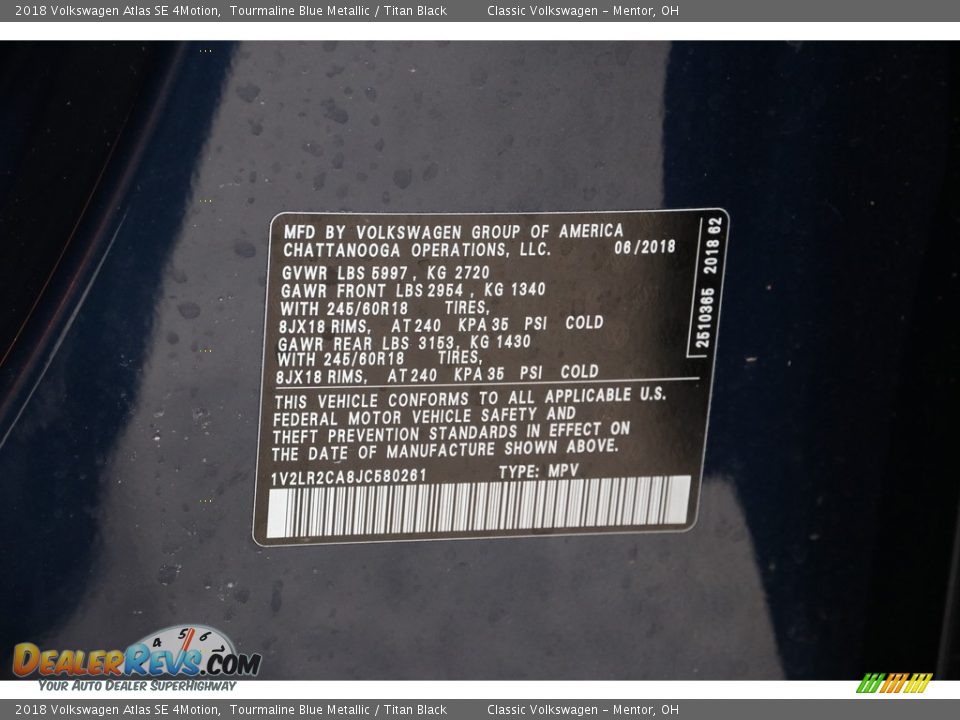 2018 Volkswagen Atlas SE 4Motion, Tourmaline Blue Metallic / Titan Black Classic Volkswagen - Mentor, OH
MFD BY VOLKSWAGEN GROUP OF AMERICA
CHATTANOOGA OPERATIONS, LLC. 06/2018
GVWR LBS 5997, KG 2720
GAWR FRONT LBS 2954, KG 1340
WITH 245/60R18 TIRES,
8JX18 RIMS, AT 240 KPA 35 PSI COLD
GAWR REAR LBS 3153, KG 1430
WITH 245/60R18 TIRES,
8JX18 RIMS, AT 240 KPA 35 PSI COLD
2510365 2018 62
THIS VEHICLE CONFORMS TO ALL APPLICABLE U.S.
FEDERAL MOTOR VEHICLE SAFETY AND
THEFT PREVENTION STANDARDS IN EFFECT ON
THE DATE OF MANUFACTURE SHOWN ABOVE.
1V2LR2CA8JC580261 TYPE: MPV
4 5 6 7
DEALERREVS.COM
YOUR AUTO DEALER SUPERHIGHWAY
2018 Volkswagen Atlas SE 4Motion, Tourmaline Blue Metallic / Titan Black Classic Volkswagen - Mentor, OH